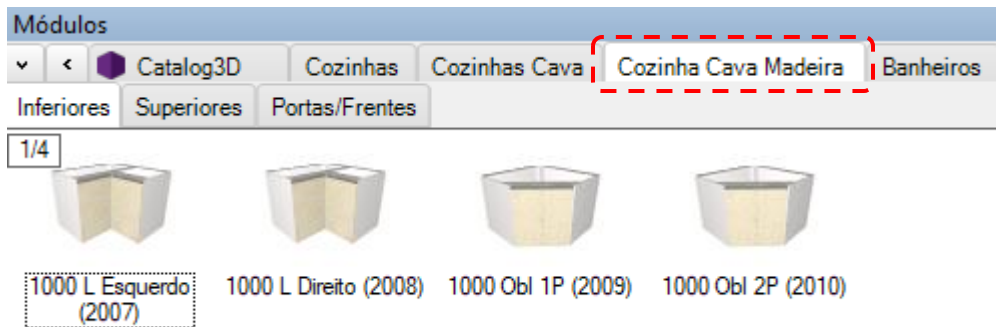 Módulos
Catalog3D Cozinhas Cozinhas Cava Cozinha Cava Madeira Banheiros
Inferiores Superiores Portas/Frentes
1/4
1000 L Esquerdo (2007) 1000 L Direito (2008) 1000 Obl 1P (2009) 1000 Obl 2P (2010)